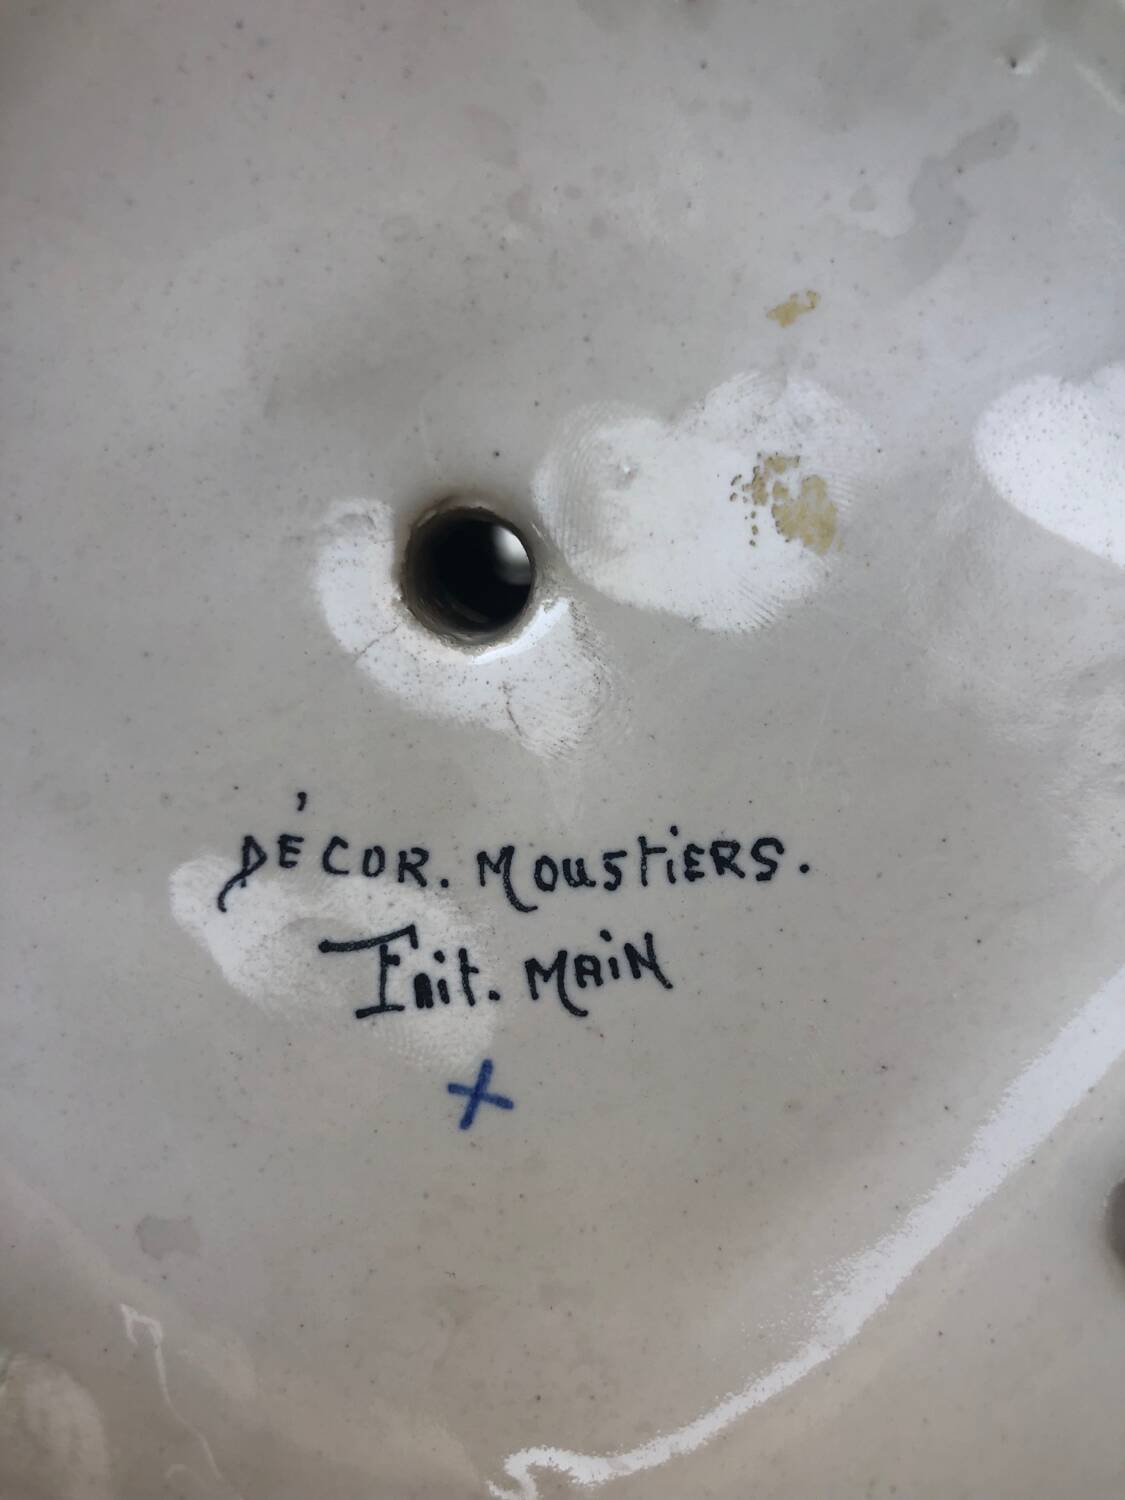 DÉCOR. MOUSTIERS.
Fait. MAiN
+